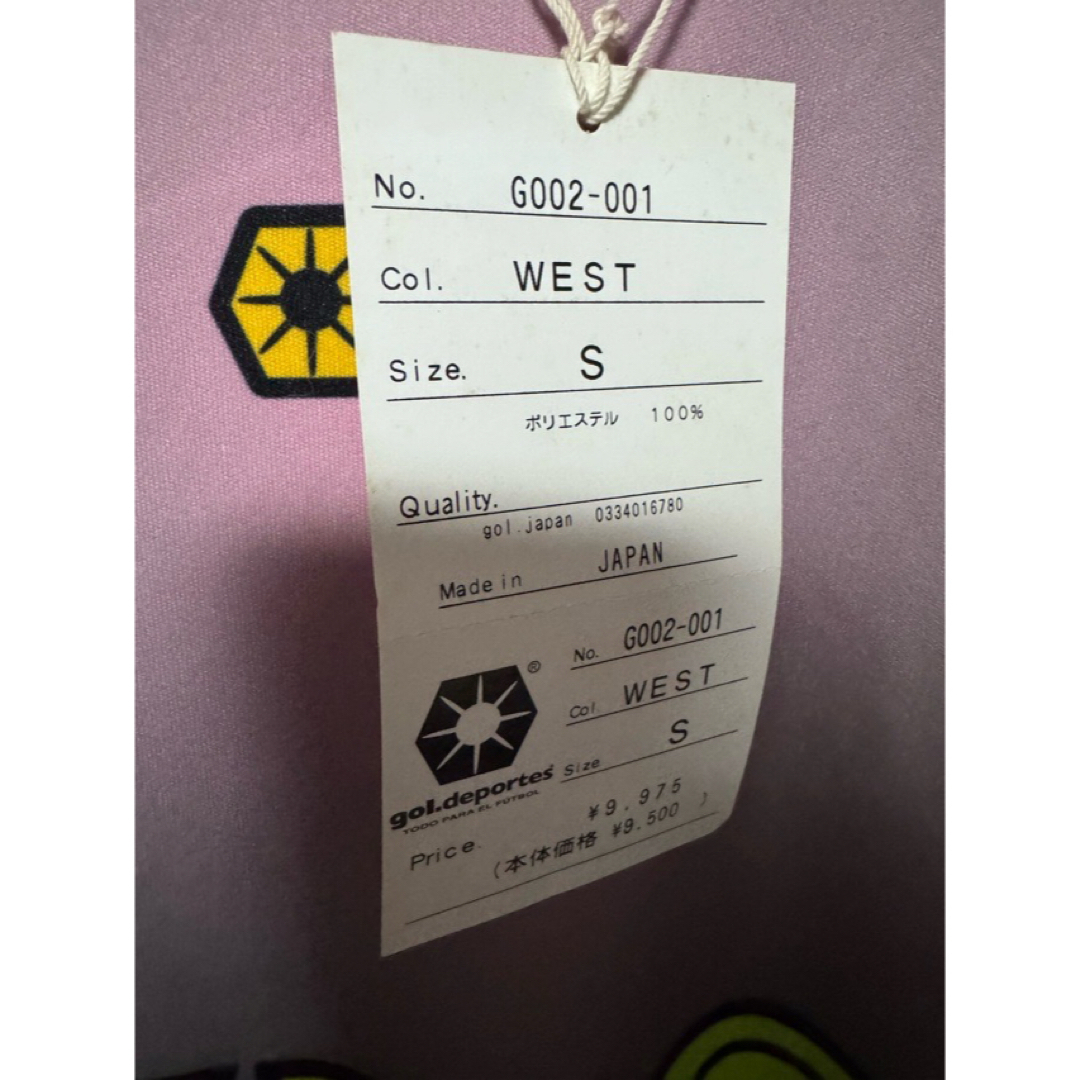 No. G002-001
Col. WEST
Size. S
ポリエステル 100%
Quality.
gol.japan 0334016780
Made in JAPAN
No. G002-001
Col. WEST
Size S
®
gol.deportes
TODO PARA EL FUTBOL
Price. ¥9,975
(本体価格 ¥9.500 )